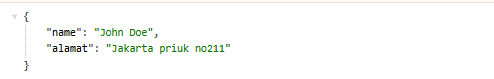 {
"name": "John Doe",
"alamat": "Jakarta priuk no211"
}